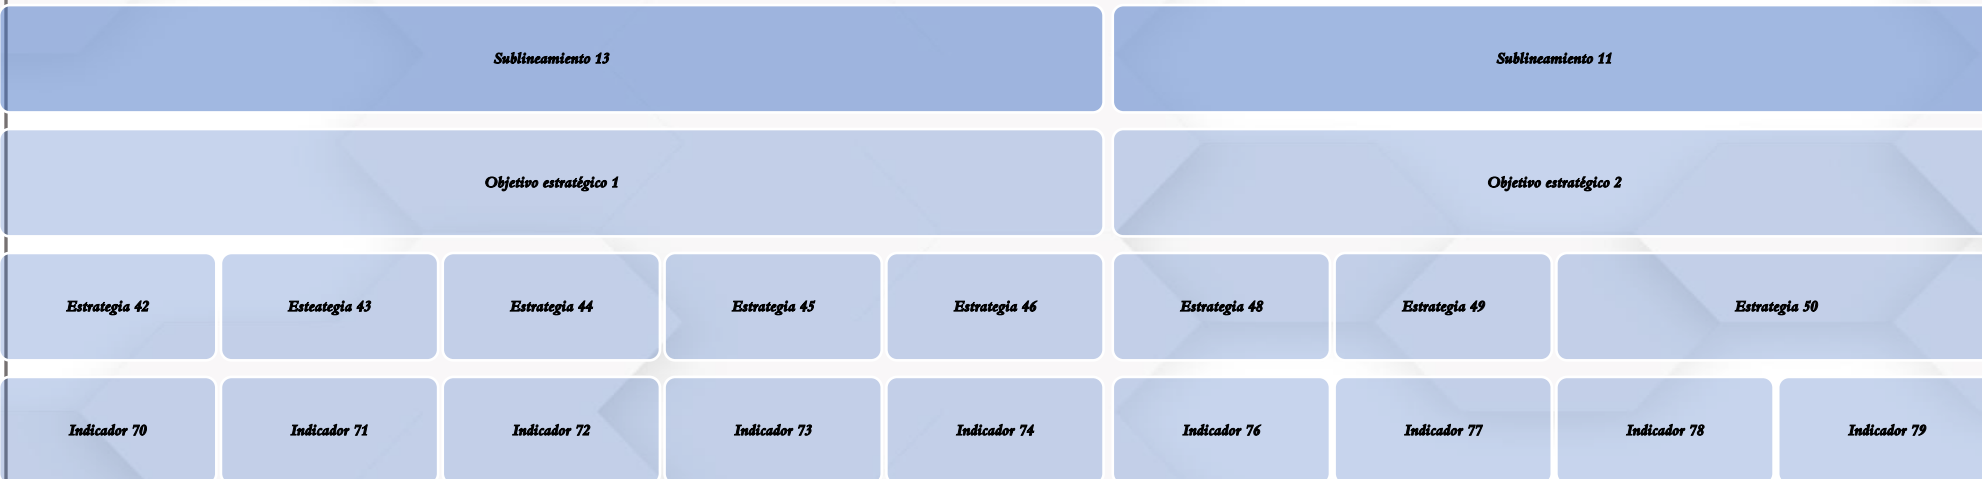 Sublineamiento 13
Sublineamiento 11
Objetivo estratégico 1
Objetivo estratégico 2
Estrategia 42
Esteategia 43
Estrategia 44
Estrategia 45
Estrategia 46
Estrategia 48
Estrategia 49
Estrategia 50
Indicador 70
Indicador 71
Indicador 72
Indicador 73
Indicador 74
Indicador 76
Indicador 77
Indicador 78
Indicador 79